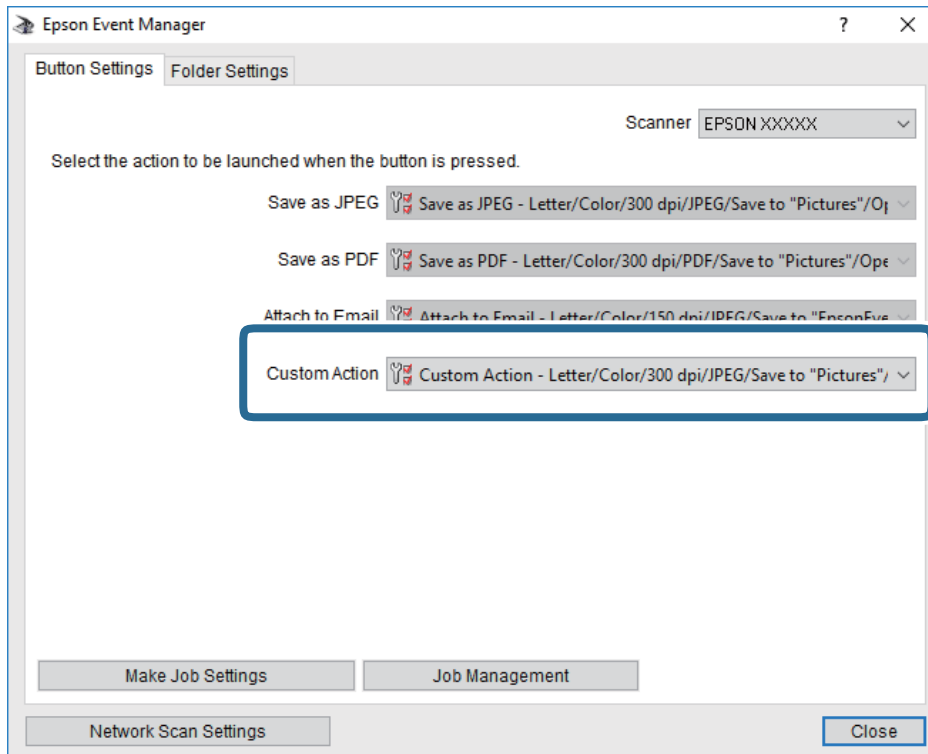 Epson Event Manager
Button Settings Folder Settings
Scanner EPSON XXXXX
Select the action to be launched when the button is pressed.
Save as JPEG Save as JPEG - Letter/Color/300 dpi/JPEG/Save to "Pictures"/Op
Save as PDF Save as PDF - Letter/Color/300 dpi/PDF/Save to "Pictures"/Ope
Attach to Email Attach to Email - Letter/Color/150 dpi/JPEG/Save to "EpsonEve
Custom Action Custom Action - Letter/Color/300 dpi/JPEG/Save to "Pictures"/
Make Job Settings Job Management
Network Scan Settings Close